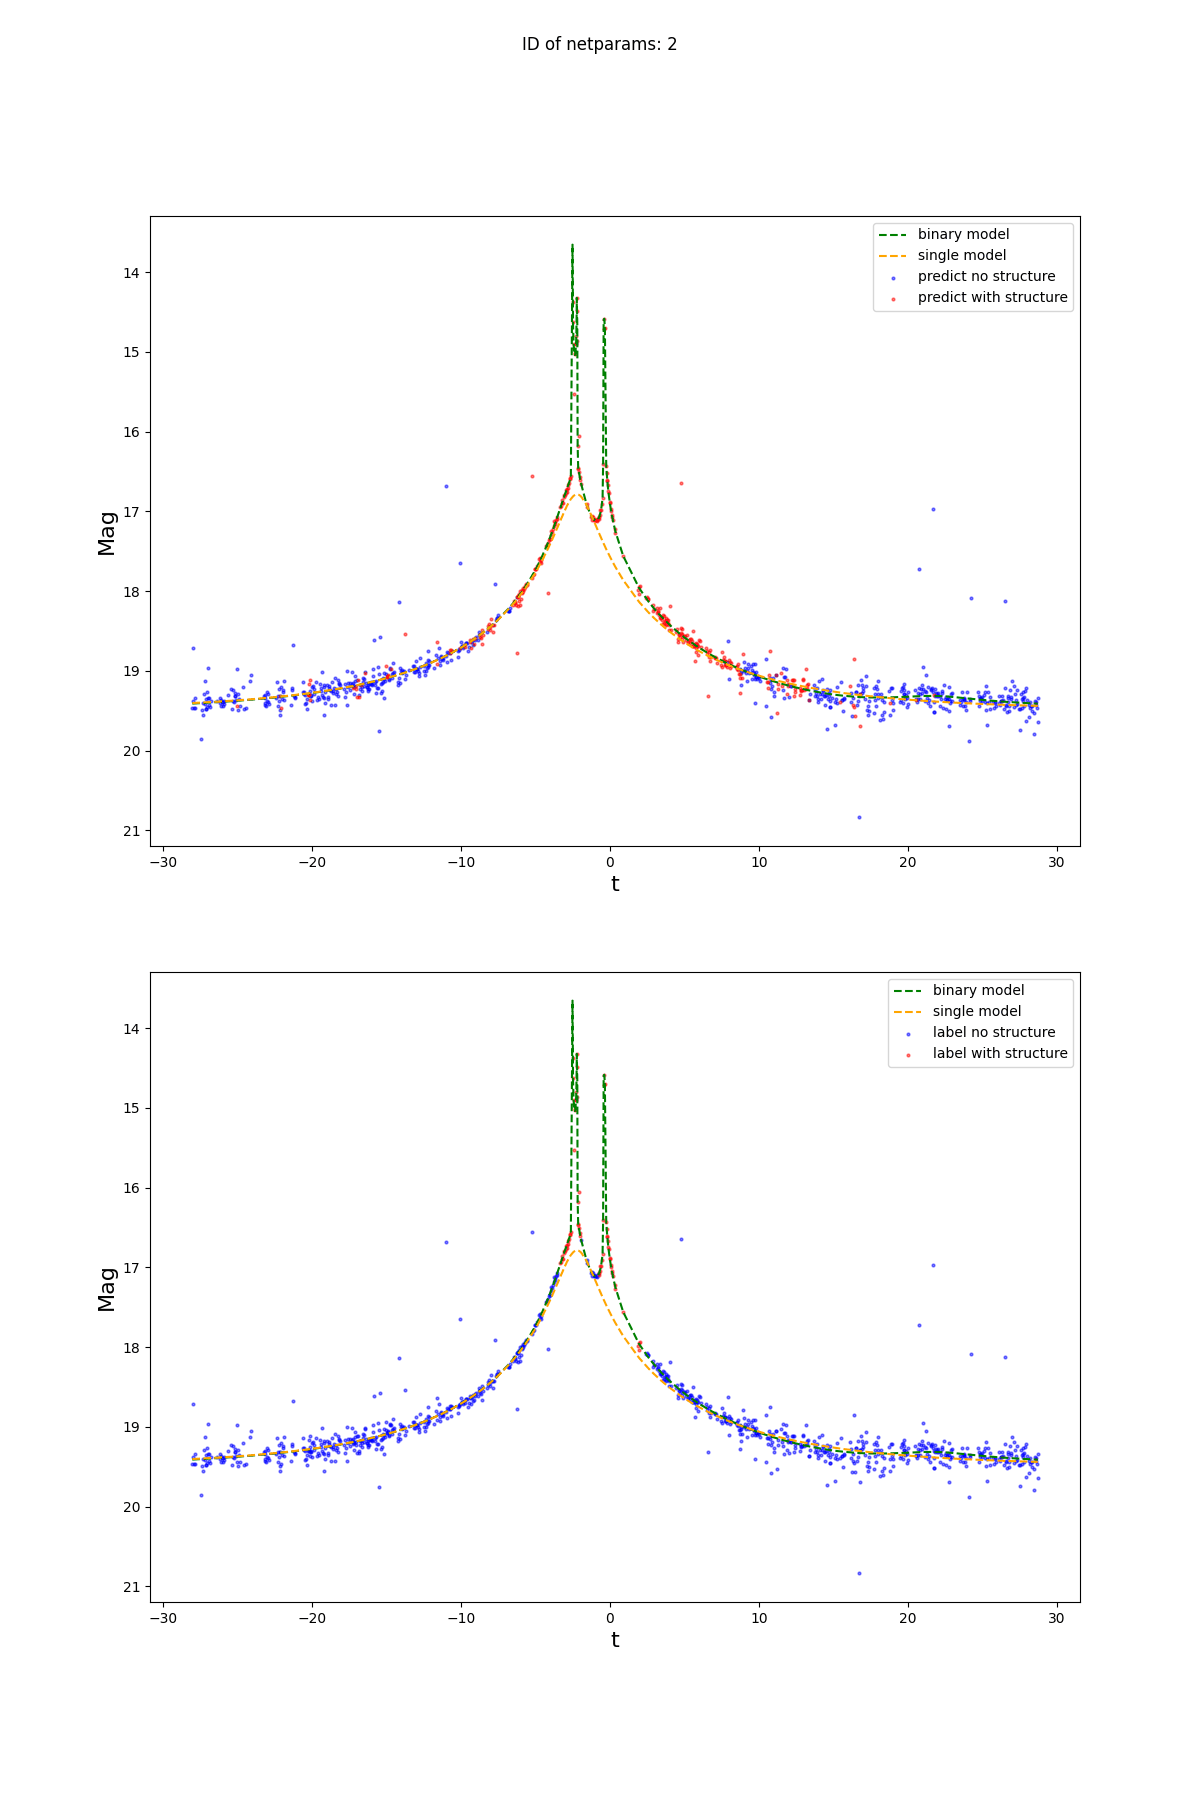 ID of netparams: 2
binary model
single model
predict no structure
predict with structure
14
15
16
17
18
19
20
21
Mag
−30
−20
−10
0
10
20
30
t
binary model
single model
label no structure
label with structure
14
15
16
17
18
19
20
21
Mag
−30
−20
−10
0
10
20
30
t